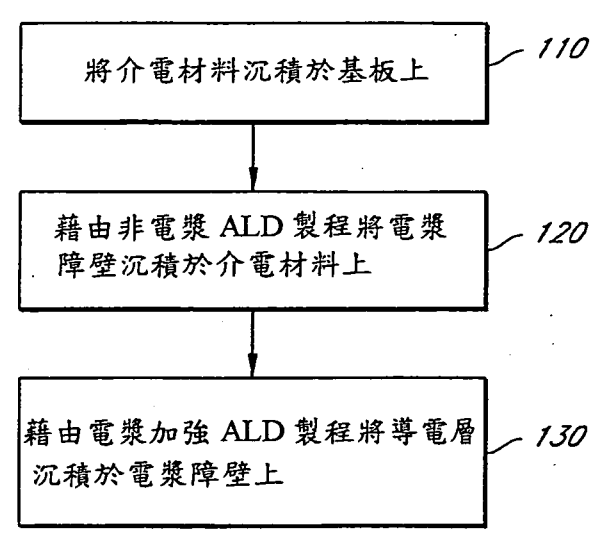 將介電材料沉積於基板上
110
藉由非電漿 ALD 製程將電漿
障壁沉積於介電材料上
120
藉由電漿加強 ALD 製程將導電層
沉積於電漿障壁上
130